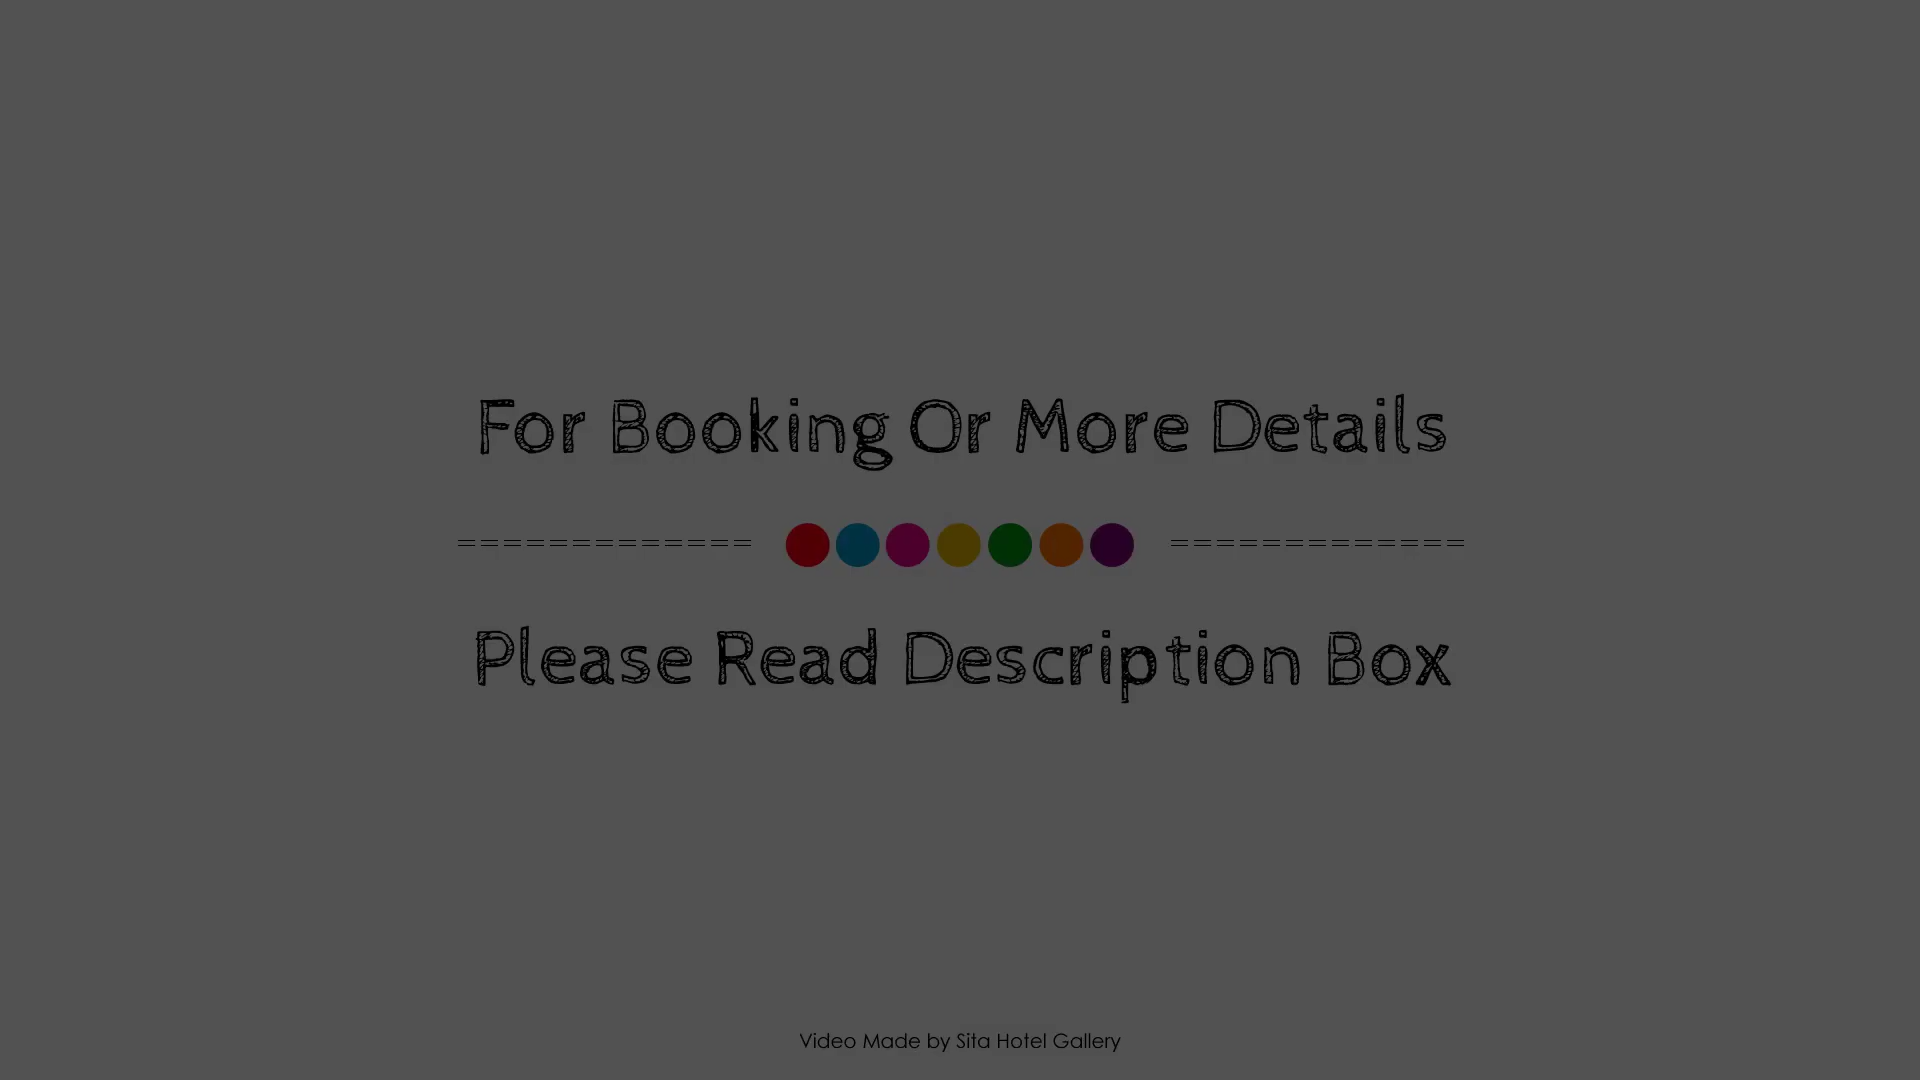 For Booking Or More Details
============= =============
Please Read Description Box
Video Made by Sita Hotel Gallery